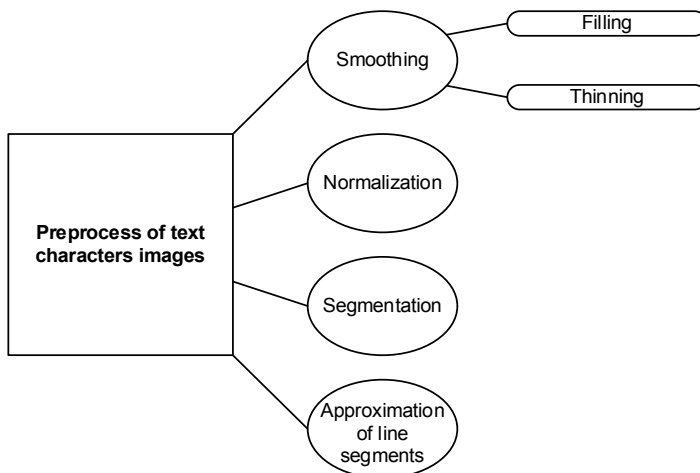 Filling
Smoothing
Thinning
Normalization
Preprocess of text
characters images
Segmentation
Approximation
of line
segments